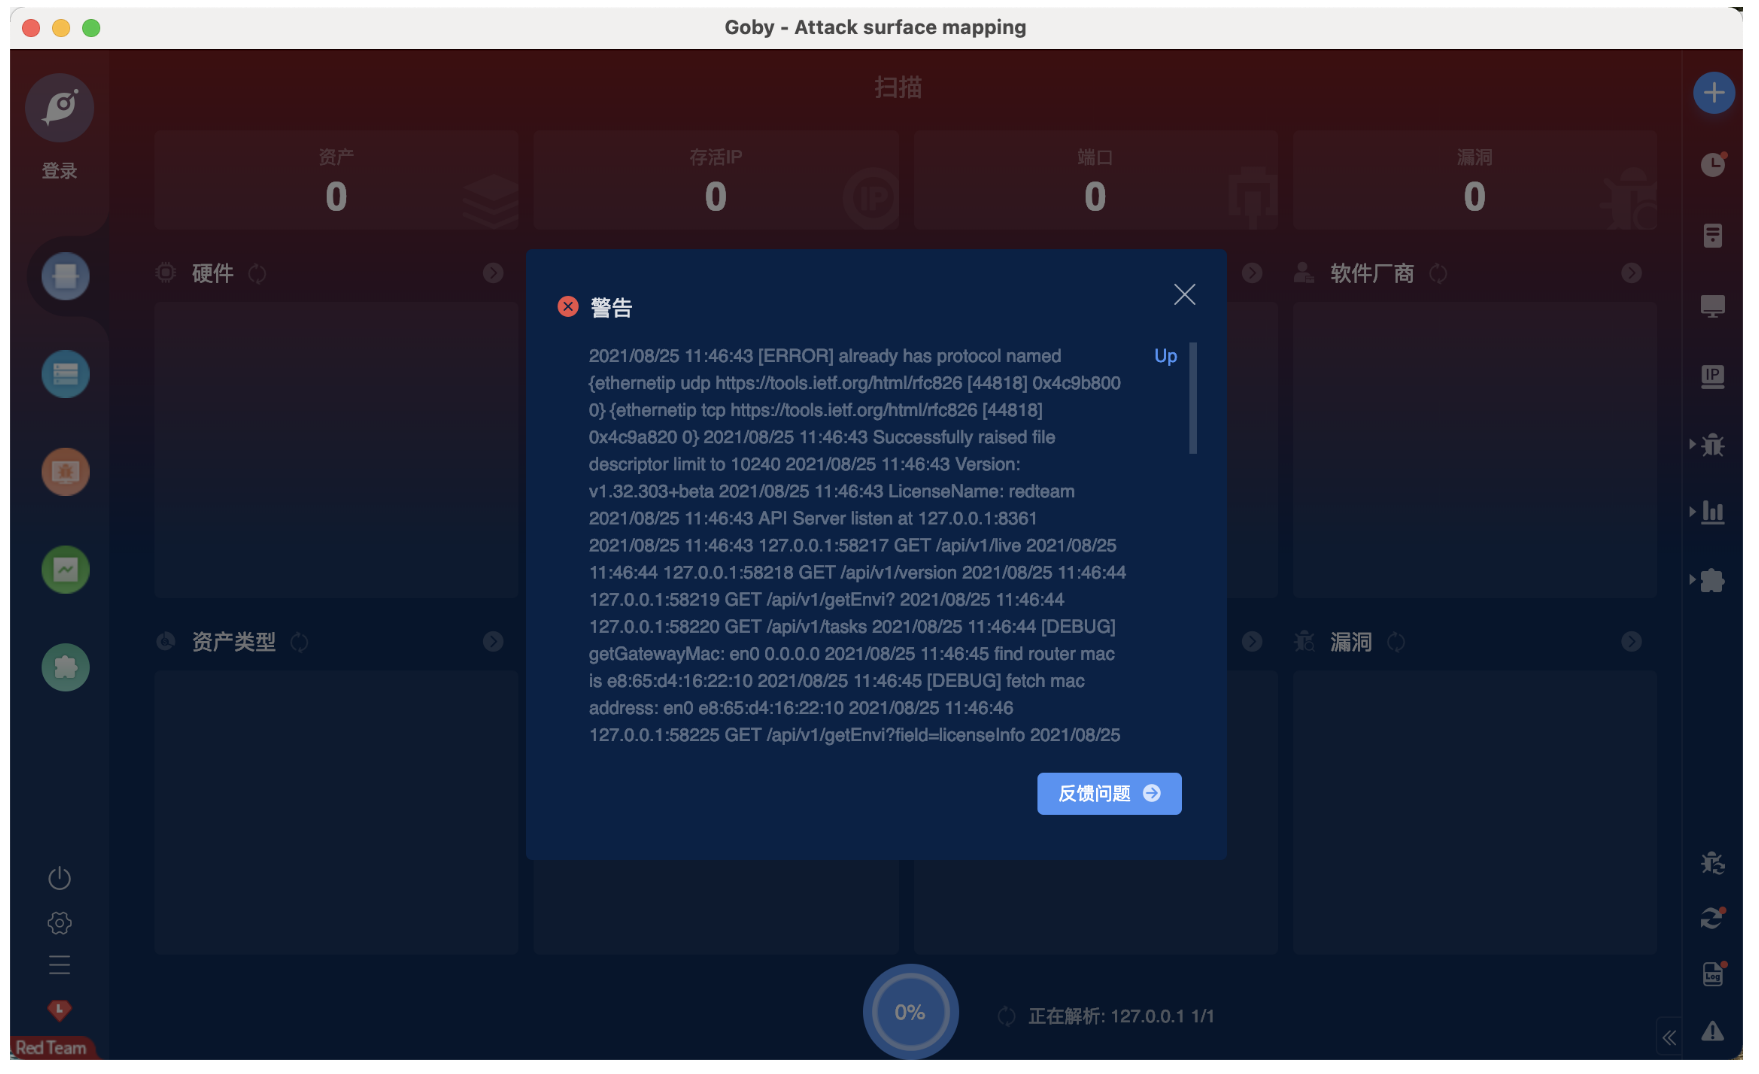 Goby - Attack surface mapping
扫描
登录
资产
0
存活IP
0
IP
端口
0
漏洞
0
硬件
软件厂商
警告
2021/08/25 11:46:43 [ERROR] already has protocol named
Up
{ethernetip udp https://tools.ietf.org/html/rfc826 [44818] 0x4c9b800
0} {ethernetip tcp https://tools.ietf.org/html/rfc826 [44818]
0x4c9a820 0} 2021/08/25 11:46:43 Successfully raised file
descriptor limit to 10240 2021/08/25 11:46:43 Version:
v1.32.303+beta 2021/08/25 11:46:43 LicenseName: redteam
2021/08/25 11:46:43 API Server listen at 127.0.0.1:8361
2021/08/25 11:46:43 127.0.0.1:58217 GET /api/v1/live 2021/08/25
11:46:44 127.0.0.1:58218 GET /api/v1/version 2021/08/25 11:46:44
127.0.0.1:58219 GET /api/v1/getEnvi? 2021/08/25 11:46:44
127.0.0.1:58220 GET /api/v1/tasks 2021/08/25 11:46:44 [DEBUG]
getGatewayMac: en0 0.0.0.0 2021/08/25 11:46:45 find router mac
is e8:65:d4:16:22:10 2021/08/25 11:46:45 [DEBUG] fetch mac
address: en0 e8:65:d4:16:22:10 2021/08/25 11:46:46
127.0.0.1:58225 GET /api/v1/getEnvi?field=licenseInfo 2021/08/25
反馈问题
IP
资产类型
漏洞
Log
0%
正在解析: 127.0.0.1 1/1
Red Team